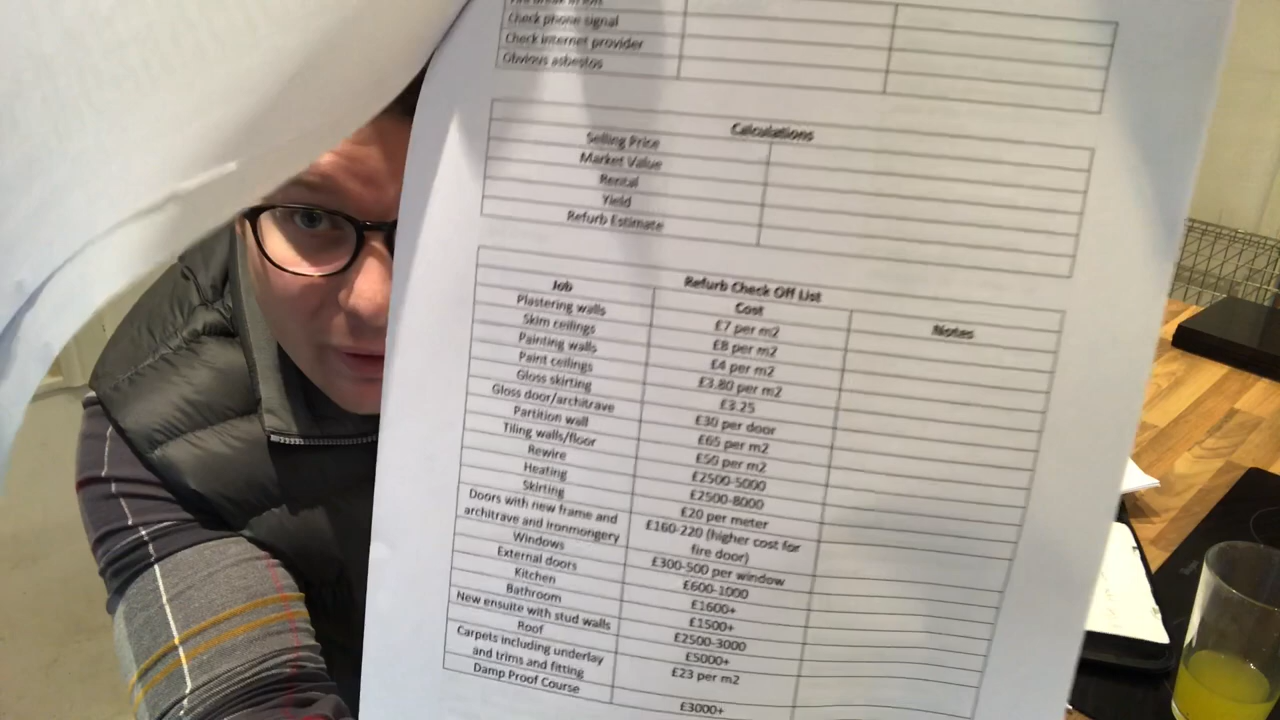 Check phone signal
Check internet provider
Obvious asbestos
Calculations
Selling Price
Market Value
Rental
Yield
Refurb Estimate
Refurb Check Off List
Job Cost Notes
Plastering walls £7 per m2
Skim ceilings £8 per m2
Painting walls £4 per m2
Paint ceilings £3.80 per m2
Gloss skirting £3.25
Gloss door/architrave £30 per door
Partition wall £65 per m2
Tiling walls/floor £50 per m2
Rewire £2500-5000
Heating £2500-8000
Skirting £20 per meter
Doors with new frame and £160-220 (higher cost for
architrave and ironmongery fire door)
Windows £300-500 per window
External doors £600-1000
Kitchen £1600+
Bathroom £1500+
New ensuite with stud walls £2500-3000
Roof £5000+
Carpets including underlay £23 per m2
and trims and fitting
Damp Proof Course £3000+